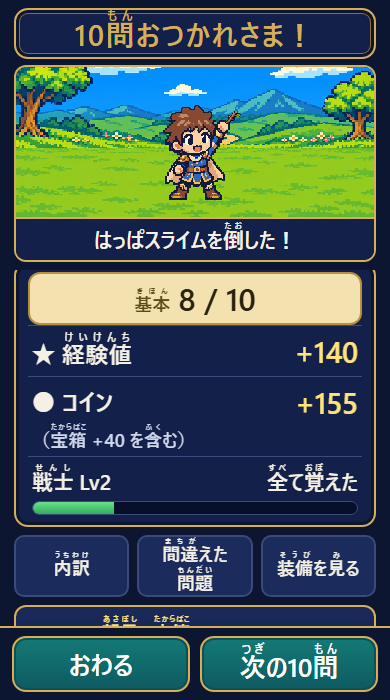 10問おつかれさま！
はっぱスライムを倒した！
基本 8 / 10
★ 経験値 +140
● コイン +155
（宝箱 +40 を含む）
戦士 Lv2 全て覚えた
内訳
間違えた
問題
装備を見る
おわる
次の10問